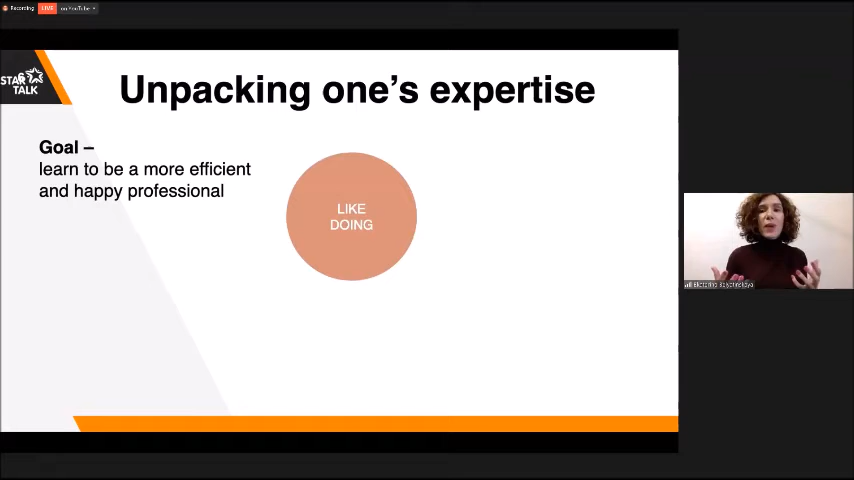 Recording
LIVE
on YouTube
STAR
TALK
Unpacking one's expertise
Goal –
learn to be a more efficient
and happy professional
LIKE
DOING
Ekaterina